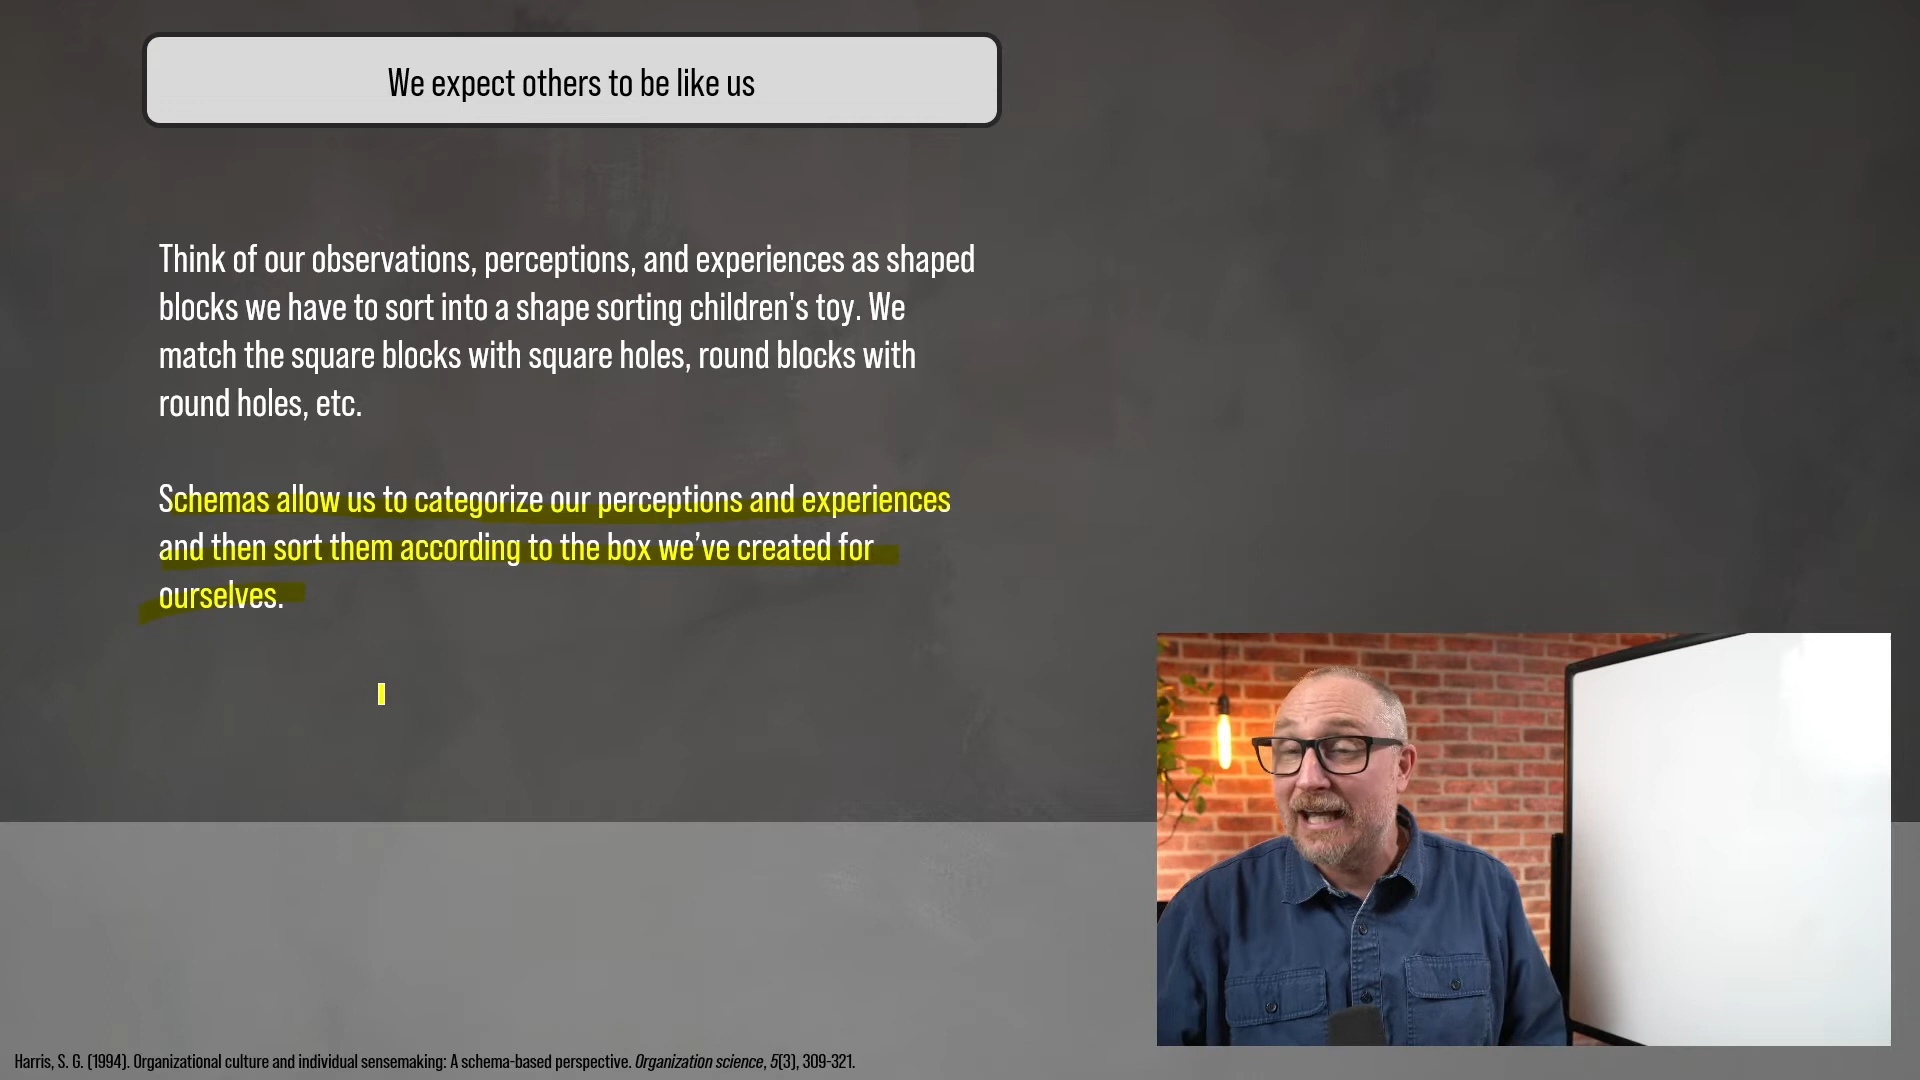 We expect others to be like us
Think of our observations, perceptions, and experiences as shaped
blocks we have to sort into a shape sorting children's toy. We
match the square blocks with square holes, round blocks with
round holes, etc.
Schemas allow us to categorize our perceptions and experiences
and then sort them according to the box we’ve created for
ourselves.
Harris, S. G. (1994). Organizational culture and individual sensemaking: A schema-based perspective. Organization science, 5(3), 309-321.